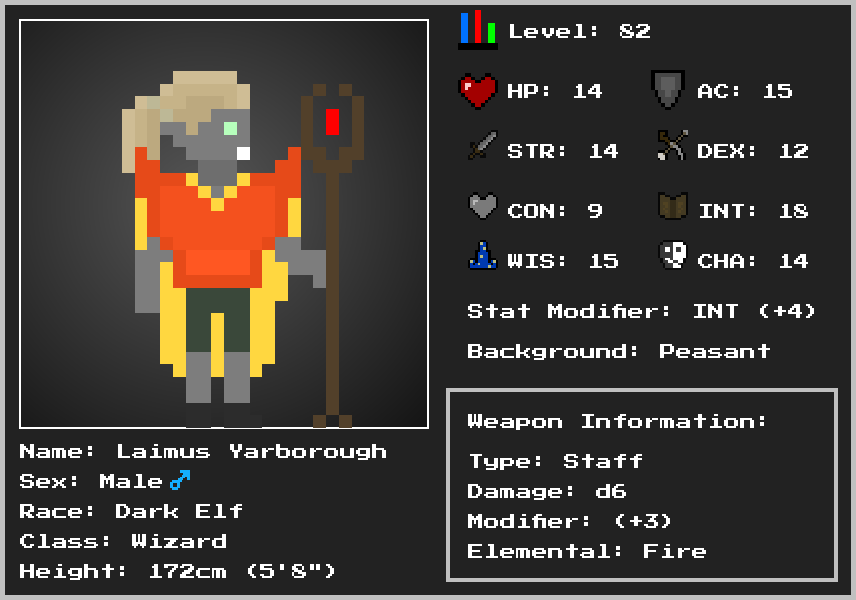 Level: 82
HP: 14
AC: 15
STR: 14
DEX: 12
CON: 9
INT: 18
WIS: 15
CHA: 14
Stat Modifier: INT (+4)
Background: Peasant
Weapon Information:
Type: Staff
Damage: d6
Modifier: (+3)
Elemental: Fire
Name: Laimus Yarborough
Sex: Male♂
Race: Dark Elf
Class: Wizard
Height: 172cm (5'8")